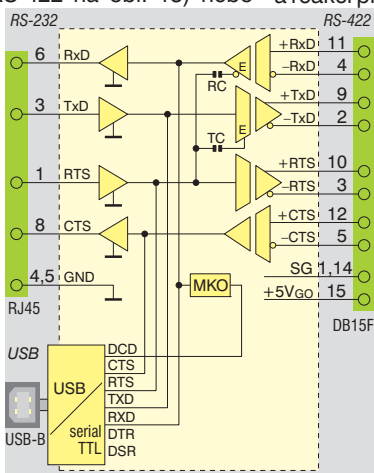 RS-232
RS-422
6 RxD
+RxD 11
E
−RxD 4
RC
3 TxD
+TxD 9
−TxD 2
E
TC
1 RTS
+RTS 10
−RTS 3
8 CTS
+CTS 12
−CTS 5
4,5 GND
SG 1,14
MKO
+5VGO 15
RJ45
DB15F
USB
DCD
CTS
USB
RTS
TXD
RXD
serial
DTR
TTL
DSR
USB-B